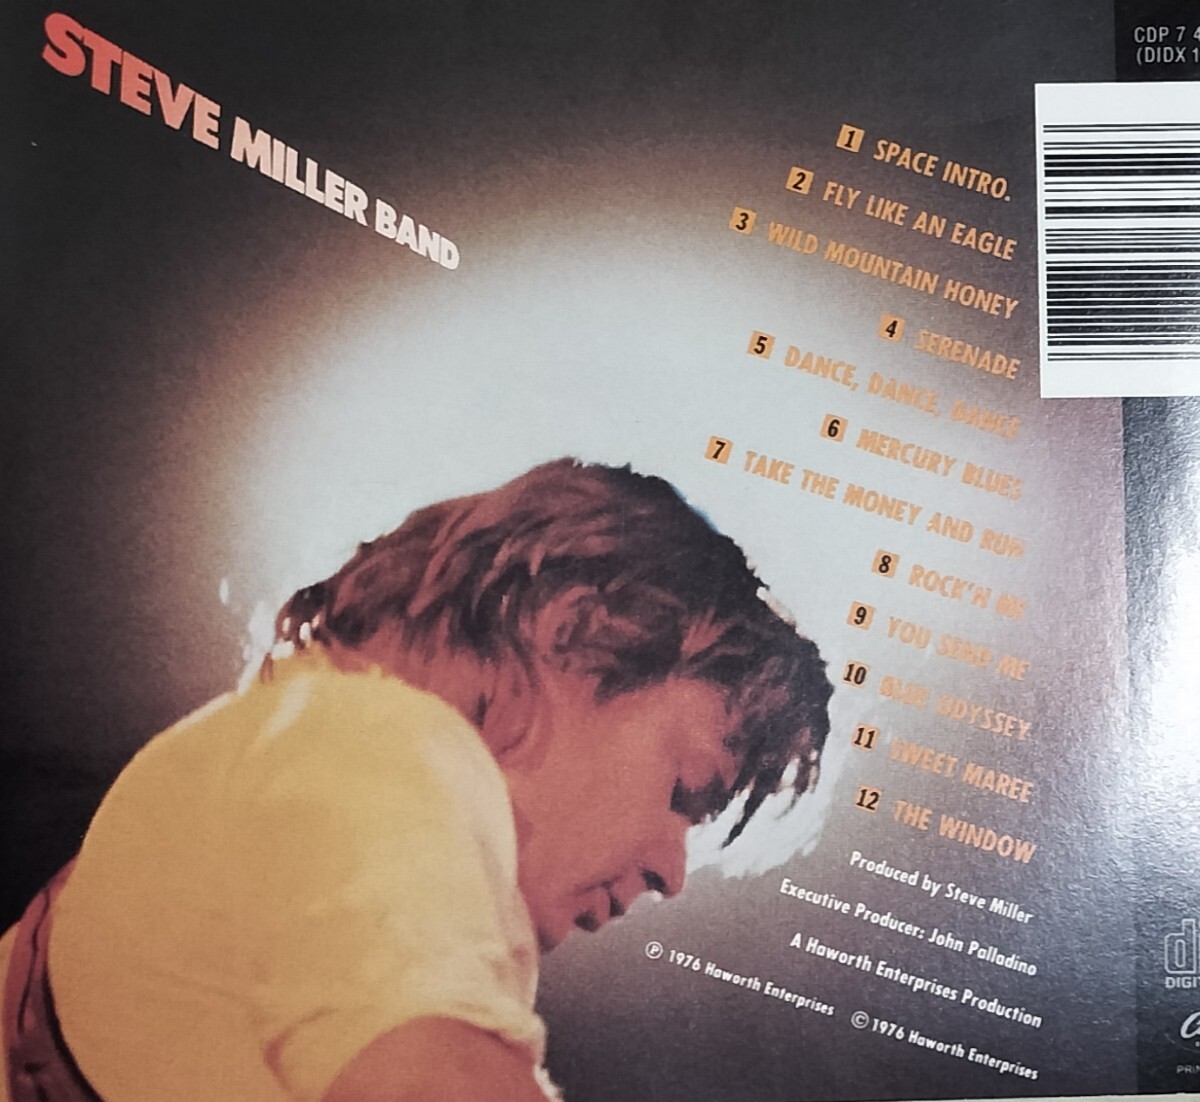 STEVE MILLER BAND
CDP 7 4
(DIDX 1
1 SPACE INTRO.
2 FLY LIKE AN EAGLE
3 WILD MOUNTAIN HONEY
4 SERENADE
5 DANCE, DANCE, DANCE
6 MERCURY BLUES
7 TAKE THE MONEY AND RUN
8 ROCK'N ME
9 YOU SEND ME
10 BLUE ODYSSEY
11 SWEET MAREE
12 THE WINDOW
Produced by Steve Miller
Executive Producer: John Palladino
A Haworth Enterprises Production
℗ 1976 Haworth Enterprises © 1976 Haworth Enterprises
DIGI
PRIN